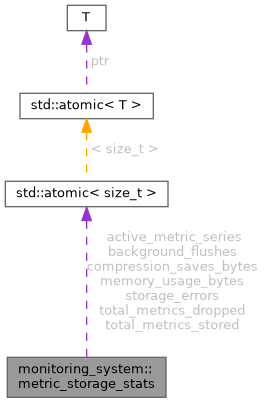 T
ptr
std::atomic< T >
< size_t >
std::atomic< size_t >
active_metric_series
background_flushes
compression_saves_bytes
memory_usage_bytes
storage_errors
total_metrics_dropped
total_metrics_stored
monitoring_system::
metric_storage_stats